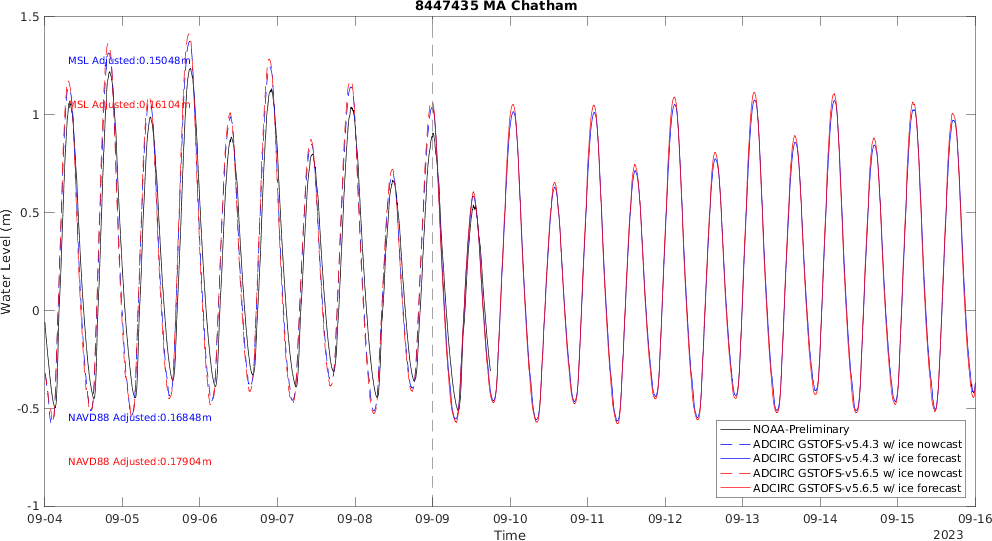 8447435 MA Chatham
1.5
1
0.5
0
-0.5
-1
Water Level (m)
MSL Adjusted:0.15048m
MSL Adjusted:0.16104m
NAVD88 Adjusted:0.16848m
NAVD88 Adjusted:0.17904m
NOAA-Preliminary
ADCIRC GSTOFS-v5.4.3 w/ ice nowcast
ADCIRC GSTOFS-v5.4.3 w/ ice forecast
ADCIRC GSTOFS-v5.6.5 w/ ice nowcast
ADCIRC GSTOFS-v5.6.5 w/ ice forecast
09-04 09-05 09-06 09-07 09-08 09-09 09-10 09-11 09-12 09-13 09-14 09-15 09-16
Time
2023